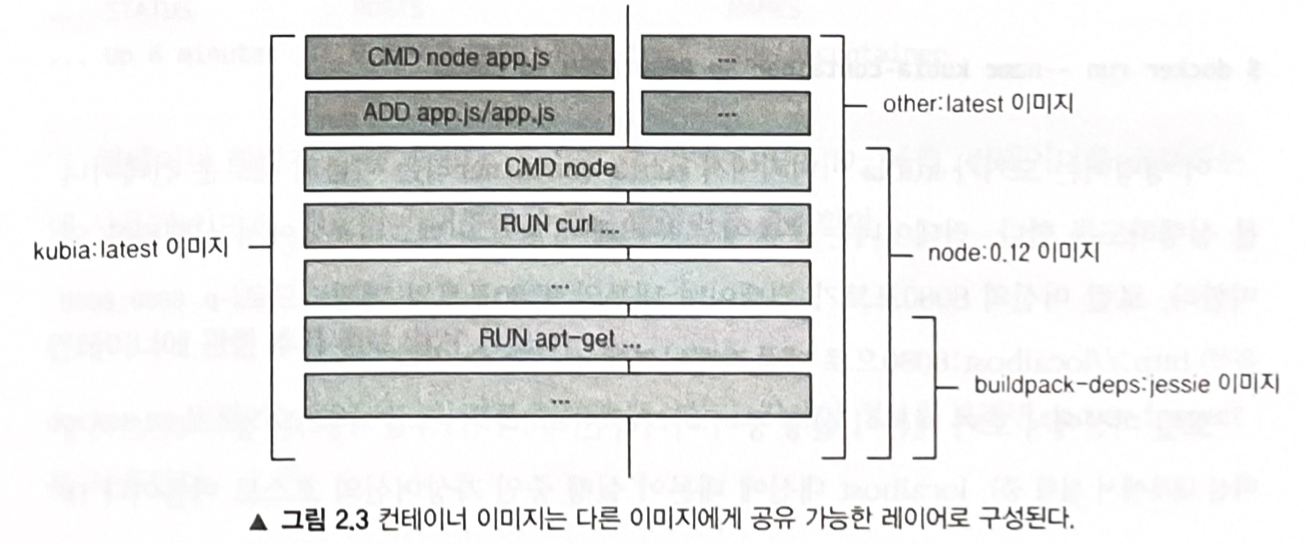 CMD node app.js
...
ADD app.js/app.js
...
other:latest 이미지
CMD node
RUN curl ...
kubia:latest 이미지
node:0.12 이미지
...
RUN apt-get ...
buildpack-deps:jessie 이미지
...
▲ 그림 2.3 컨테이너 이미지는 다른 이미지에게 공유 가능한 레이어로 구성된다.